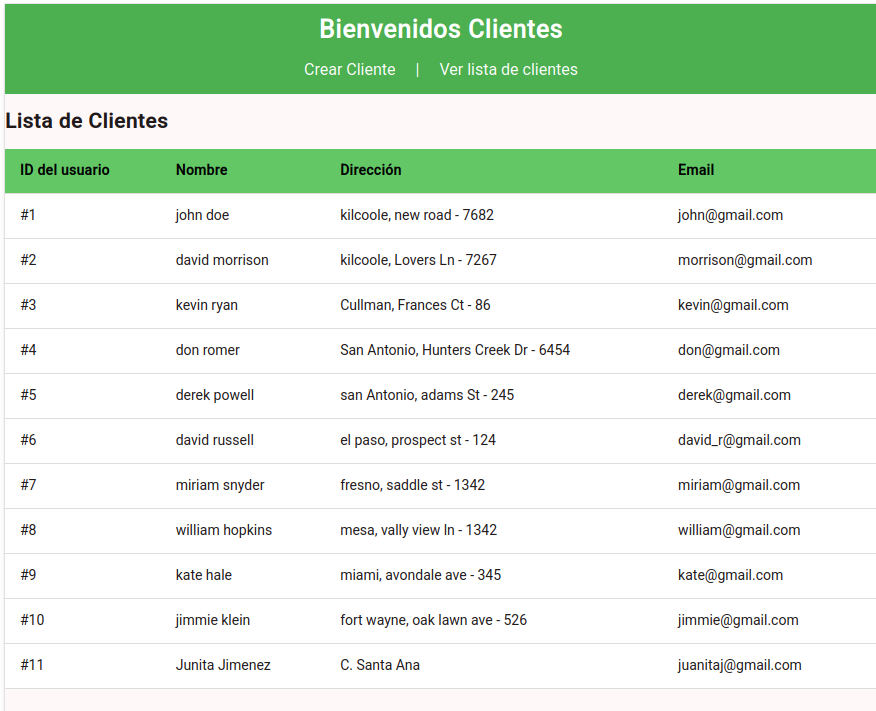 Bienvenidos Clientes
Crear Cliente | Ver lista de clientes
Lista de Clientes
ID del usuario Nombre Dirección Email
#1 john doe kilcoole, new road - 7682 john@gmail.com
#2 david morrison kilcoole, Lovers Ln - 7267 morrison@gmail.com
#3 kevin ryan Cullman, Frances Ct - 86 kevin@gmail.com
#4 don romer San Antonio, Hunters Creek Dr - 6454 don@gmail.com
#5 derek powell san Antonio, adams St - 245 derek@gmail.com
#6 david russell el paso, prospect st - 124 david_r@gmail.com
#7 miriam snyder fresno, saddle st - 1342 miriam@gmail.com
#8 william hopkins mesa, vally view ln - 1342 william@gmail.com
#9 kate hale miami, avondale ave - 345 kate@gmail.com
#10 jimmie klein fort wayne, oak lawn ave - 526 jimmie@gmail.com
#11 Junita Jimenez C. Santa Ana juanitaj@gmail.com